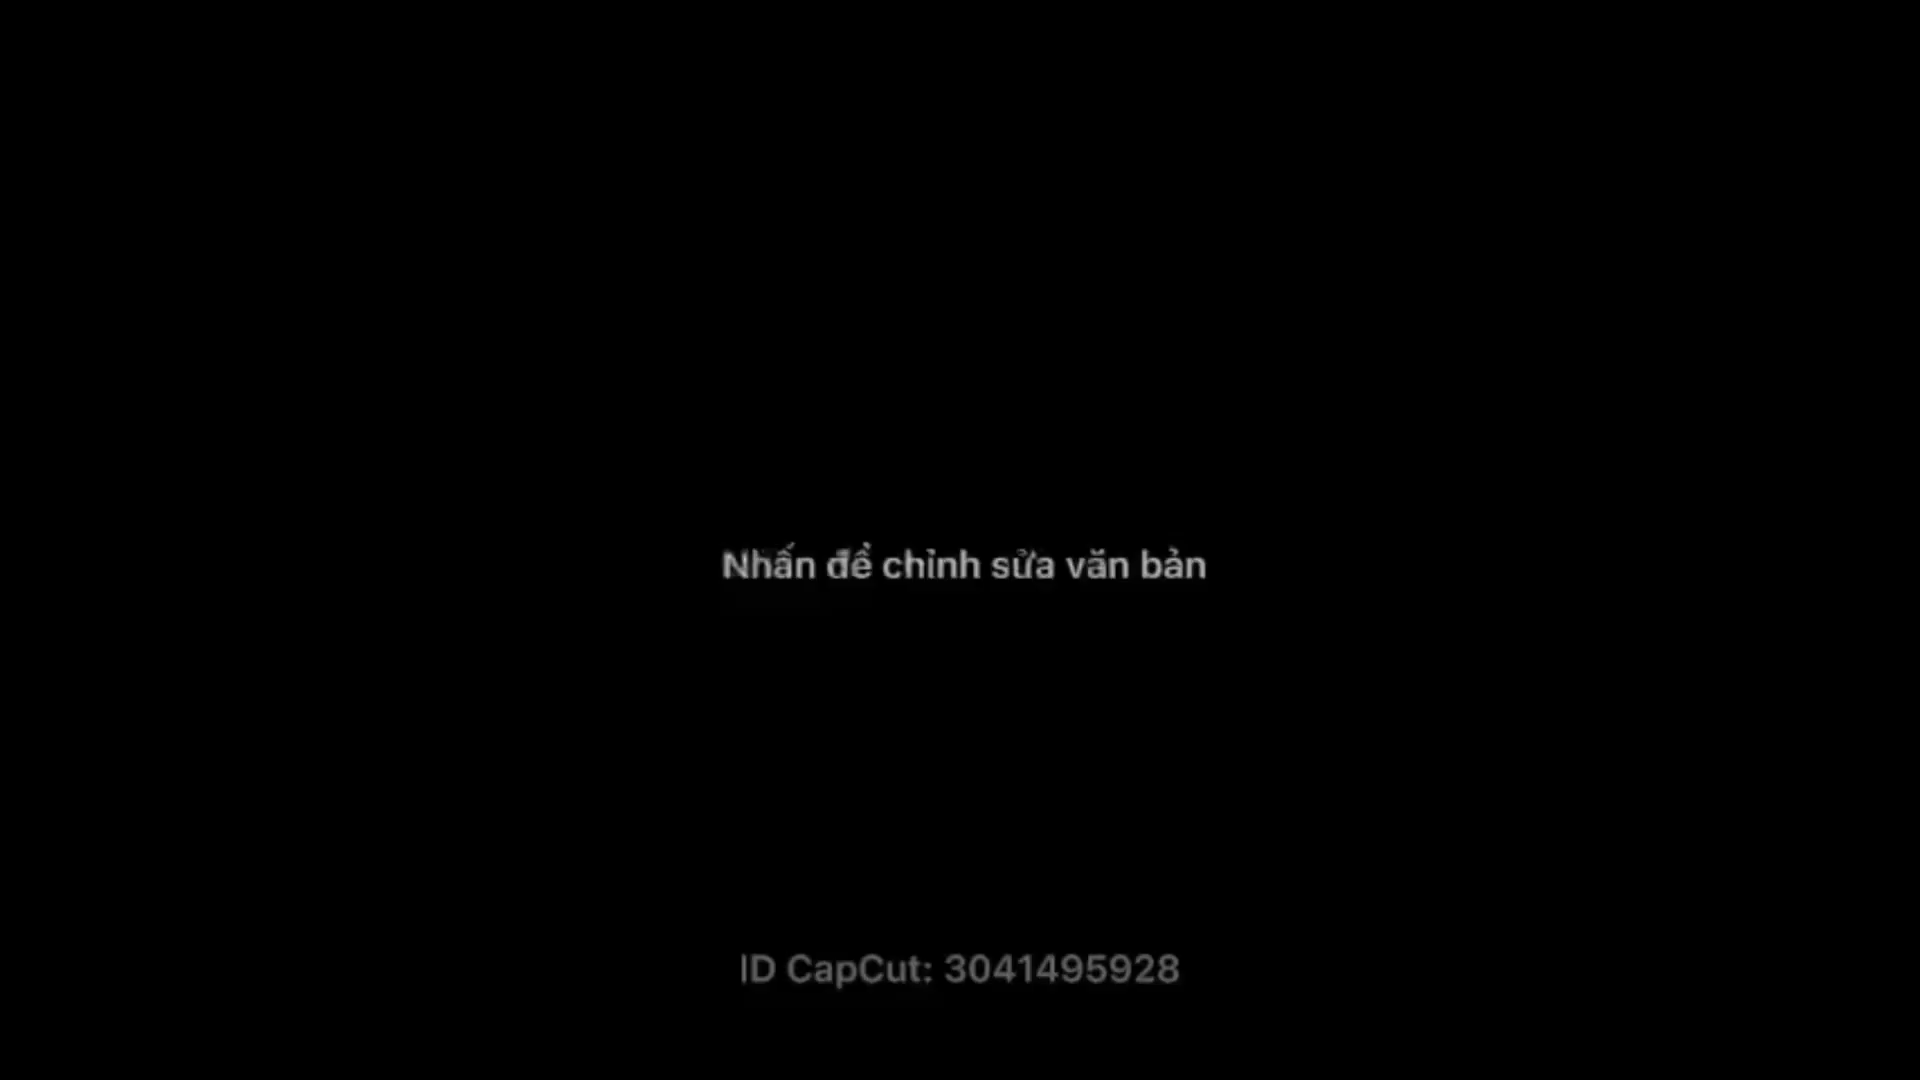 Nhấn để chỉnh sửa văn bản
ID CapCut: 3041495928